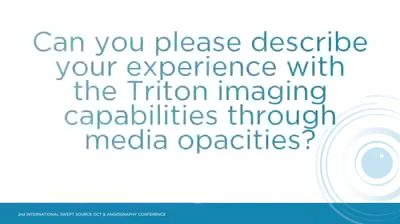 Can you please describe
your experience with
the Triton imaging
capabilities through
media opacities?
2nd INTERNATIONAL SWEPT SOURCE OCT & ANGIOGRAPHY CONFERENCE